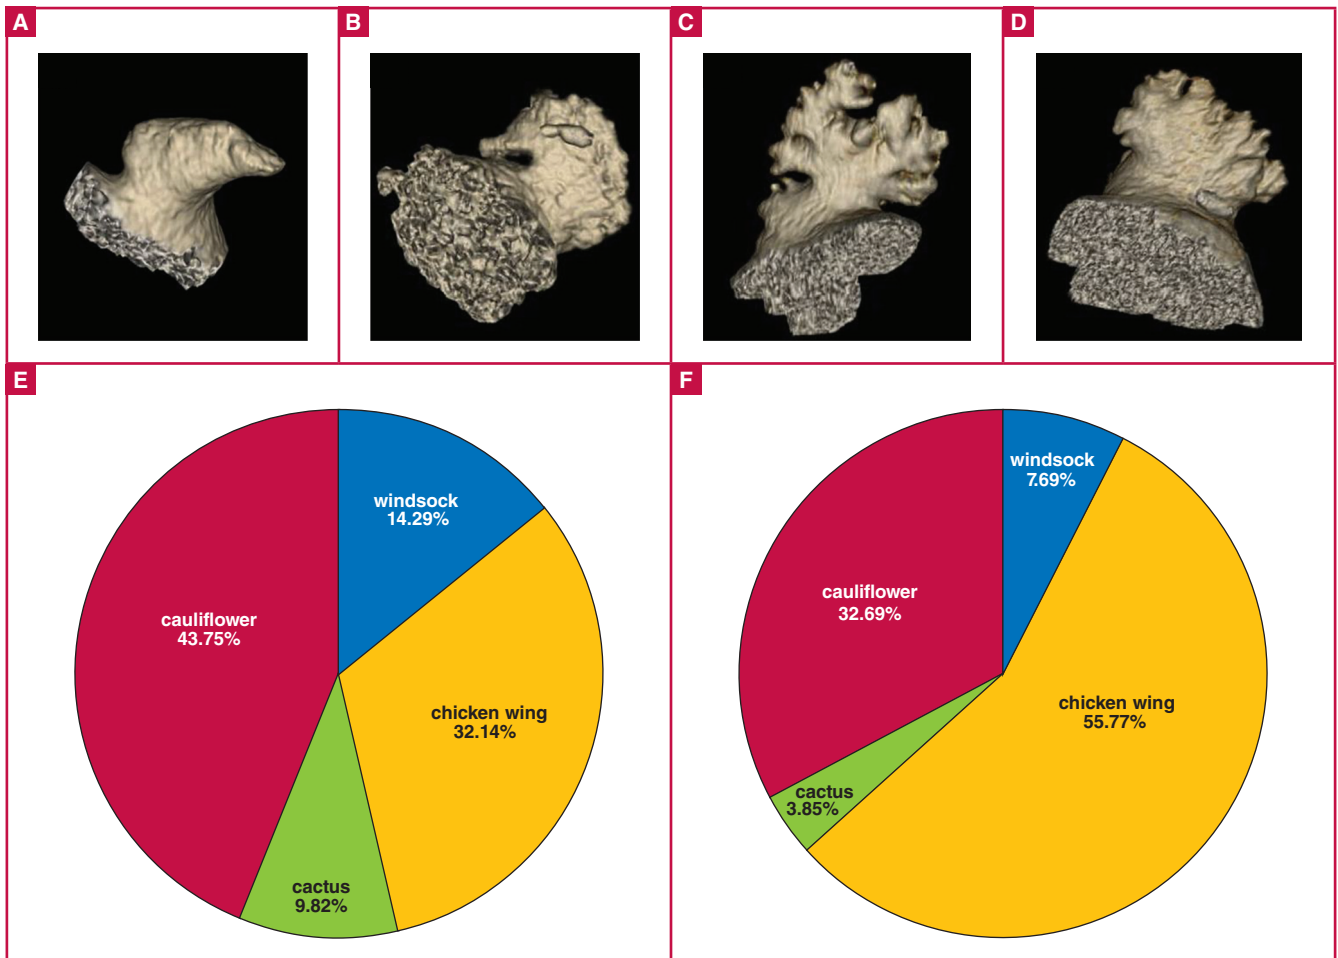 A
B
C
D
E
windsock
14.29%
cauliflower
43.75%
chicken wing
32.14%
cactus
9.82%
F
windsock
7.69%
cauliflower
32.69%
chicken wing
55.77%
cactus
3.85%